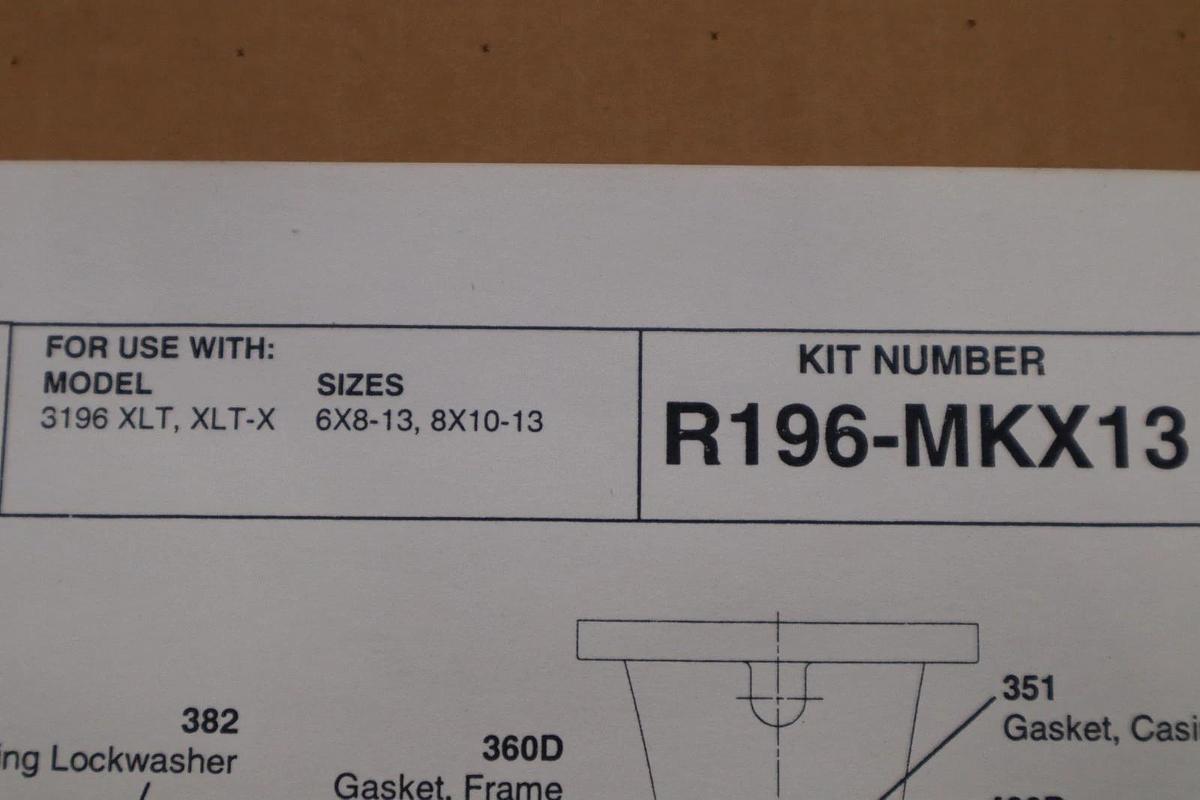 FOR USE WITH:
MODEL SIZES
3196 XLT, XLT-X 6X8-13, 8X10-13
KIT NUMBER
R196-MKX13
382
ing Lockwasher
360D
Gasket, Frame
351
Gasket, Casi